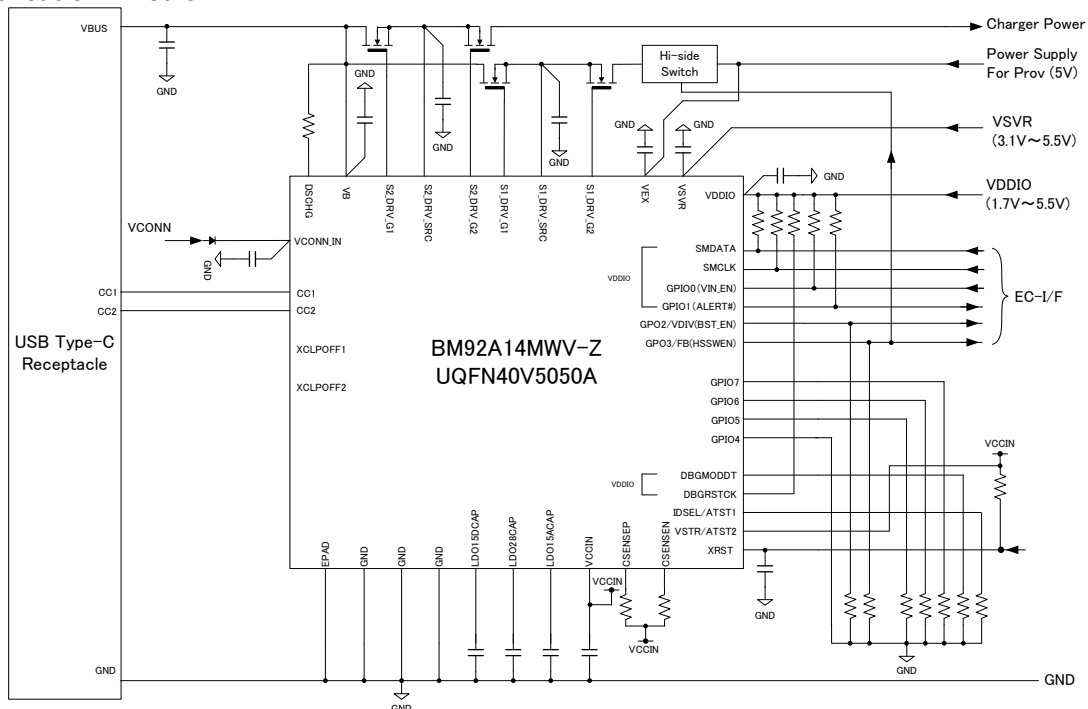 VBUS
Charger Power
Power Supply
For Prov (5V)
Hi-side
Switch
GND
GND
GND
GND
GND
GND
VSVR
(3.1V～5.5V)
GND
VDDIO
(1.7V～5.5V)
DSCHG
VB
S2_DRV_G1
S2_DRV_SRC
S2_DRV_G2
S1_DRV_G1
S1_DRV_SRC
S1_DRV_G2
VEX
VSVR
VDDIO
VCONN
VCONN_IN
GND
SMDATA
SMCLK
VDDIO
GPIO0(VIN_EN)
GPIO1(ALERT#)
GPO2/VDIV(BST_EN)
GPO3/FB(HSSWEN)
EC-I/F
CC1
CC1
CC2
CC2
USB Type-C
Receptacle
XCLPOFF1
XCLPOFF2
BM92A14MWV-Z
UQFN40V5050A
GPIO7
GPIO6
GPIO5
GPIO4
VCCIN
DBGMODDT
VDDIO
DBGRSTCK
IDSEL/ATST1
VSTR/ATST2
XRST
EPAD
GND
GND
GND
LDO15DCAP
LDO28CAP
LDO15ACAP
VCCIN
CSENSEP
CSENSEN
VCCIN
VCCIN
GND
GND
GND
GND
GND